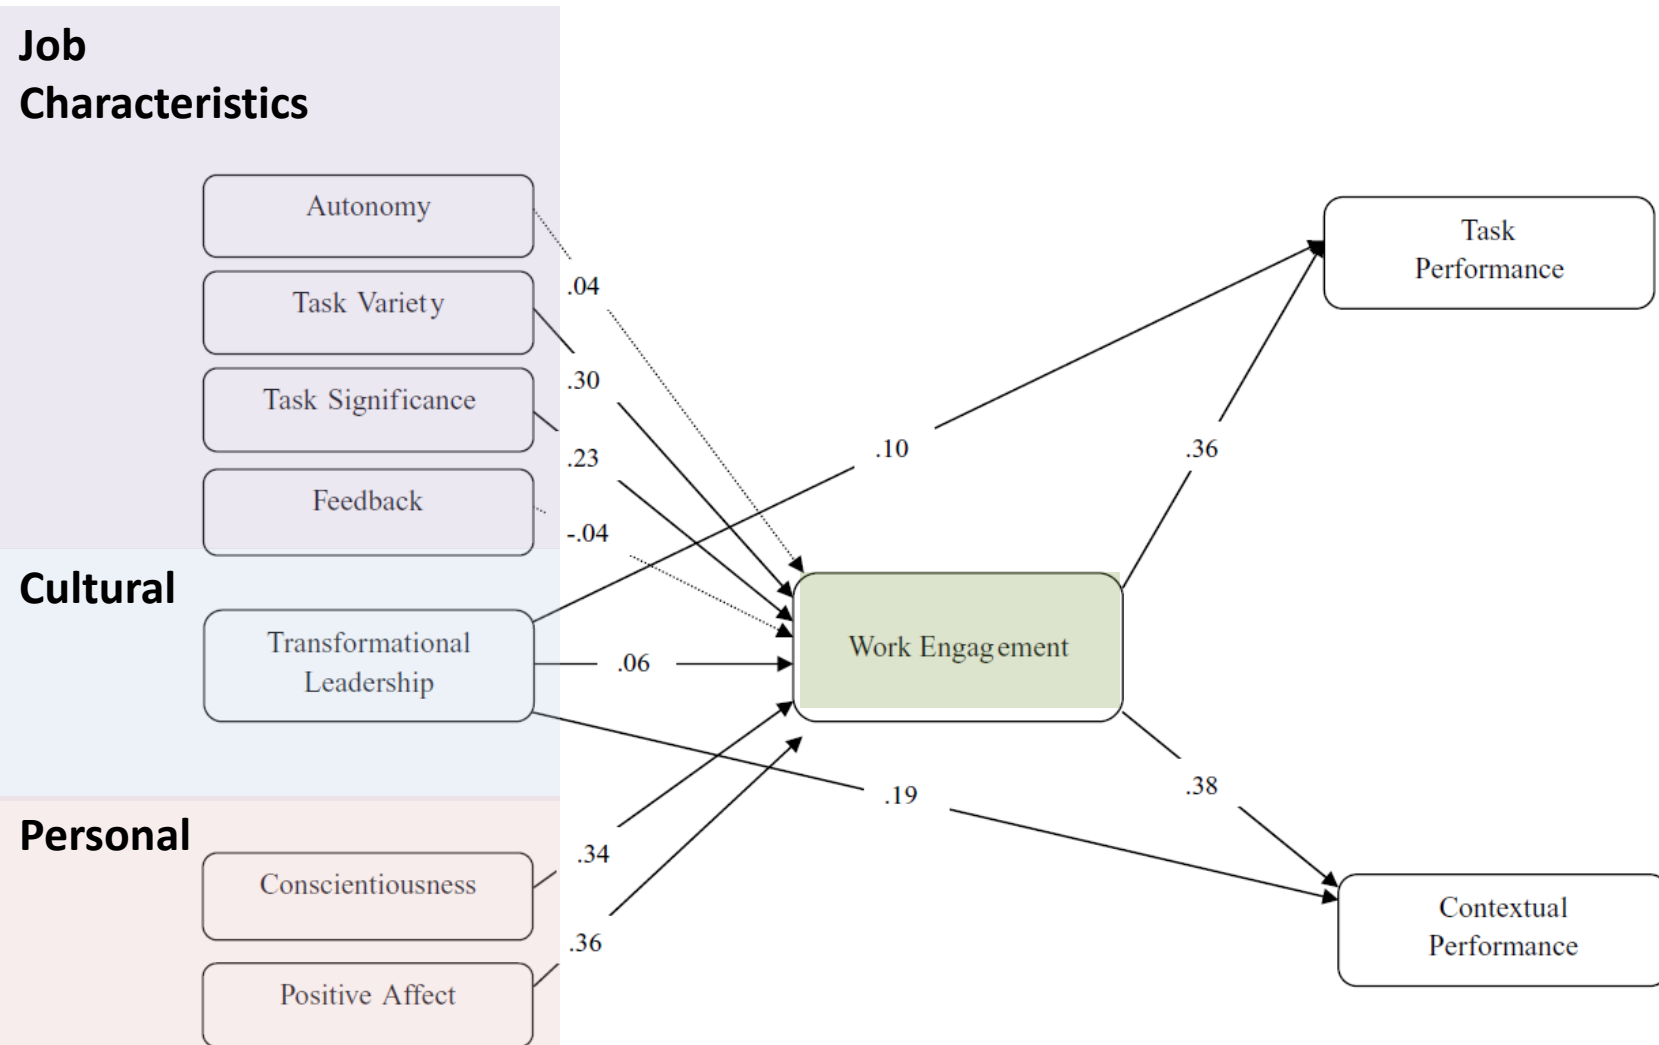 Job
Characteristics
Autonomy
Task Variety
Task Significance
Feedback
.04
.30
.23
-.04
Cultural
Transformational
Leadership
.06
.10
.19
Personal
Conscientiousness
Positive Affect
.34
.36
Work Engagement
.36
.38
Task
Performance
Contextual
Performance